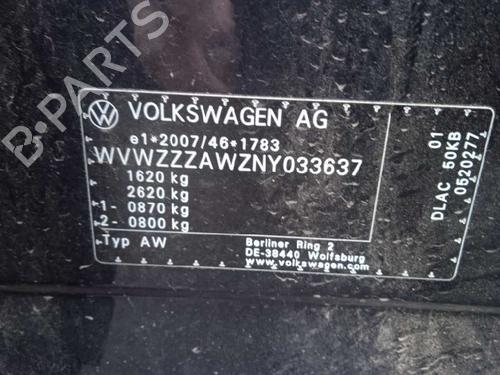 B-PARTS
VOLKSWAGEN AG
e1*2007/46*1783
WVWZZZAWZNY033637
1620 kg
2620 kg
1- 0870 kg
2- 0800 kg
Typ AW
Berliner Ring 2
DE-38440 Wolfsburg
www.volkswagen.com
01
DLAC 50KB
0520277